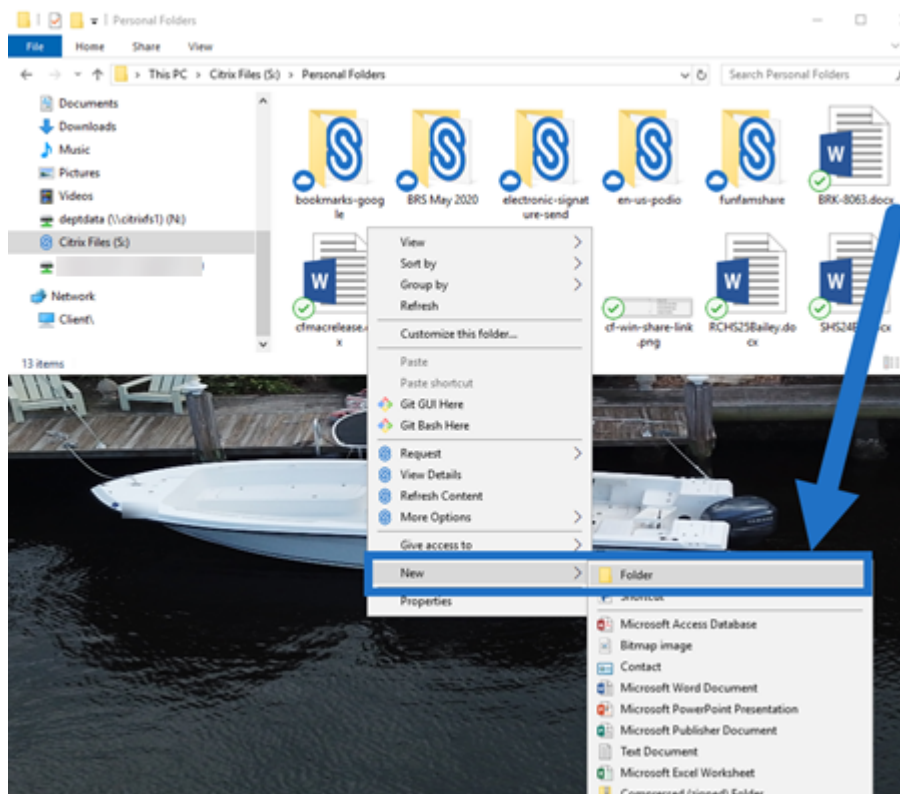 Personal Folders
File Home Share View
This PC > Citrix Files (S:) > Personal Folders
Search Personal Folders
Documents
Downloads
Music
Pictures
Videos
deptdata (\\citrixfs1) (N:)
Citrix Files (S:)
Network
Client\
bookmarks-goog
le
BRS May 2020
electronic-signat
ure-send
en-us-podio
funfamshare
BRK-8063.docx
cfmacrelease.
x
cf-win-share-link
.png
RCHS25Bailey.do
cx
13 items
View
Sort by
Group by
Refresh
Customize this folder...
Paste
Paste shortcut
Git GUI Here
Git Bash Here
Request
View Details
Refresh Content
More Options
Give access to
New
Properties
Folder
Shortcut
Microsoft Access Database
Bitmap image
Contact
Microsoft Word Document
Microsoft PowerPoint Presentation
Microsoft Publisher Document
Text Document
Microsoft Excel Worksheet
Compressed (zipped) Folder